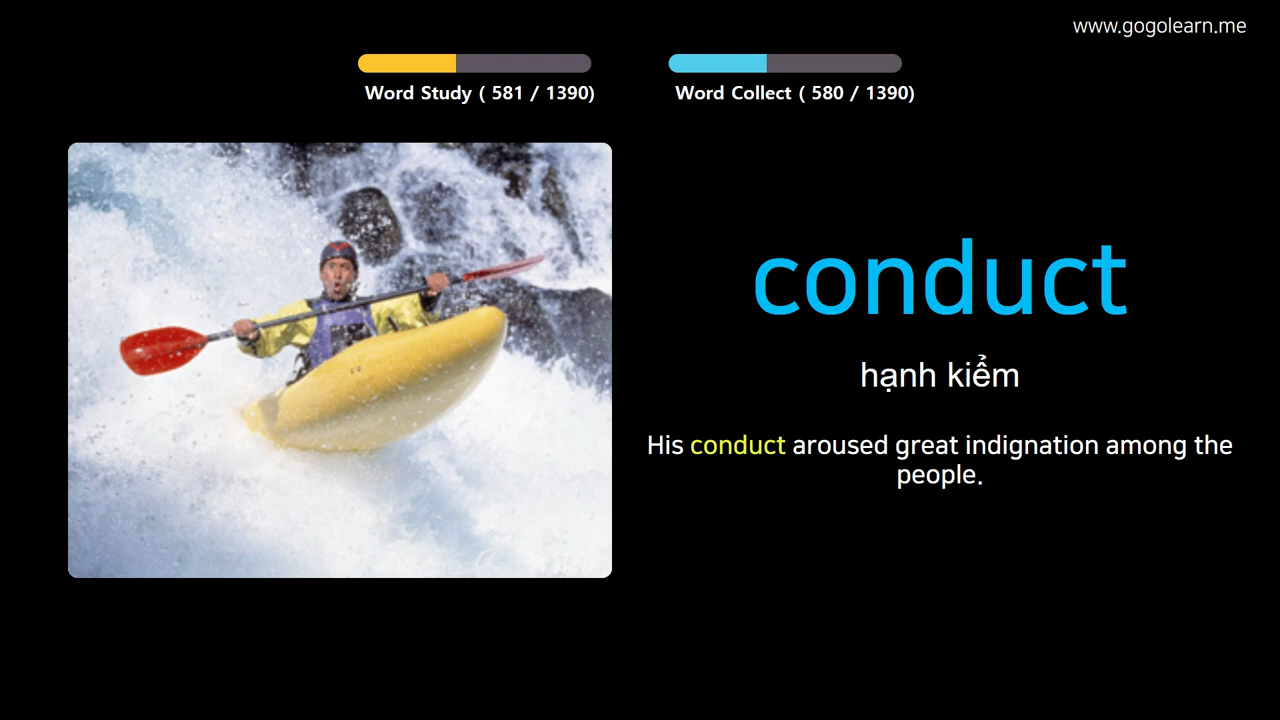 www.gogolearn.me
Word Study ( 581 / 1390)
Word Collect ( 580 / 1390)
conduct
hạnh kiểm
His conduct aroused great indignation among the
people.